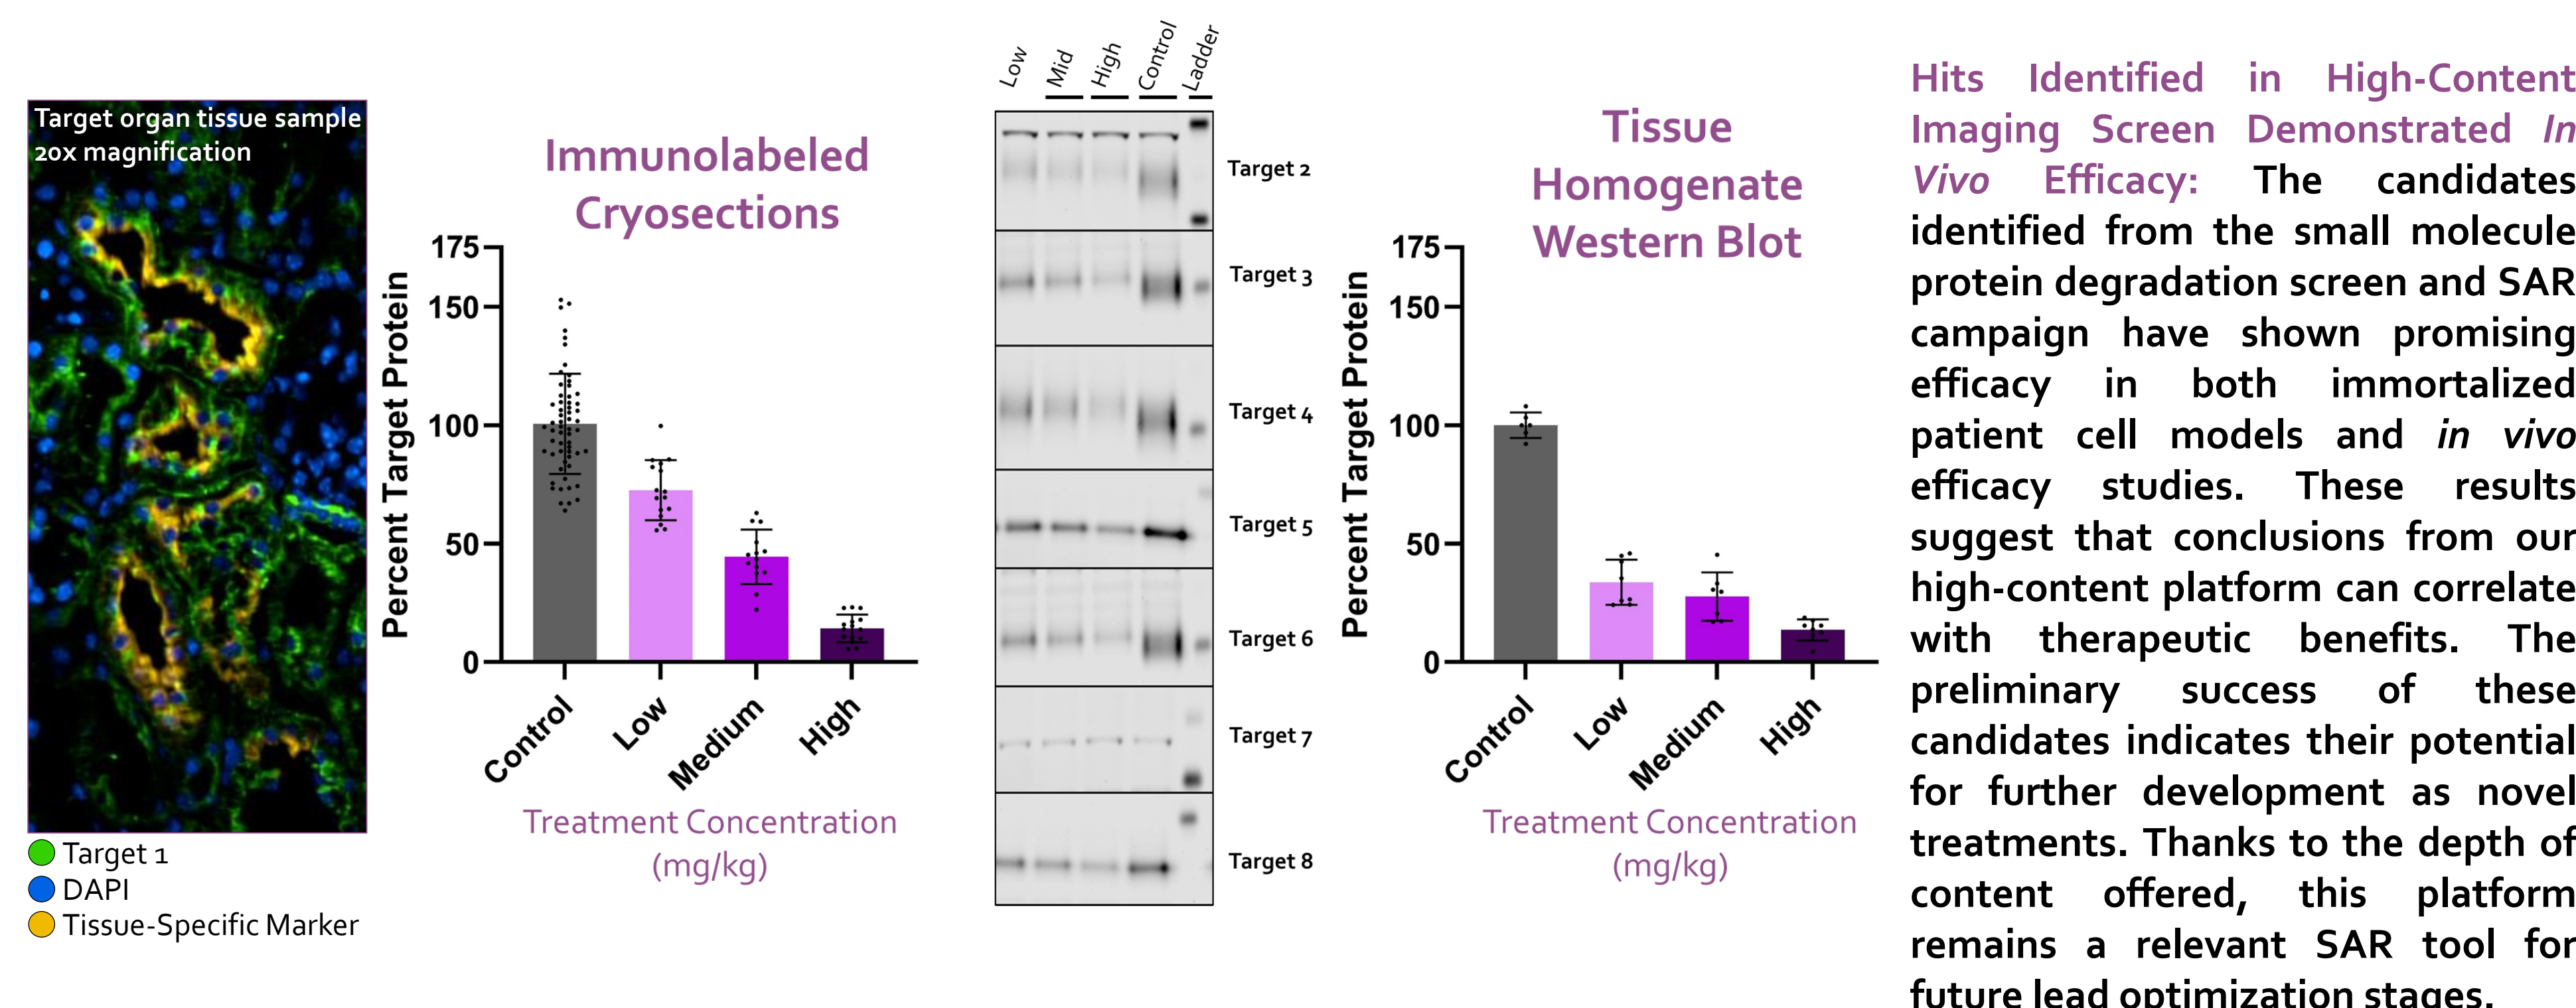 Target organ tissue sample
20x magnification
Target 1
DAPI
Tissue-Specific Marker
Immunolabeled
Cryosections
Percent Target Protein
175
150
100
50
0
Control
Low
Medium
High
Treatment Concentration
(mg/kg)
Low
Mid
High
Control
Ladder
Target 2
Target 3
Target 4
Target 5
Target 6
Target 7
Target 8
Tissue
Homogenate
Western Blot
Percent Target Protein
175
150
100
50
0
Control
Low
Medium
High
Treatment Concentration
(mg/kg)
Hits Identified in High-Content
Imaging Screen Demonstrated In
Vivo Efficacy: The candidates
identified from the small molecule
protein degradation screen and SAR
campaign have shown promising
efficacy in both immortalized
patient cell models and in vivo
efficacy studies. These results
suggest that conclusions from our
high-content platform can correlate
with therapeutic benefits. The
preliminary success of these
candidates indicates their potential
for further development as novel
treatments. Thanks to the depth of
content offered, this platform
remains a relevant SAR tool for
future lead optimization stages.